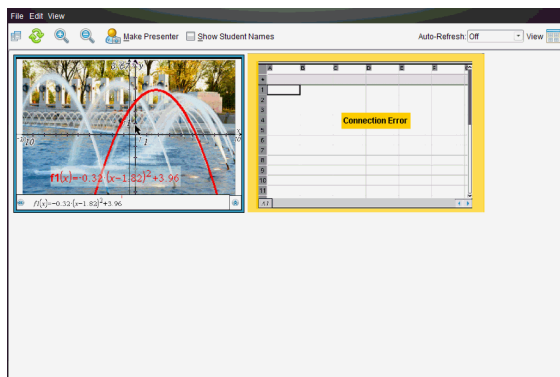 File Edit View
Make Presenter Show Student Names Auto-Refresh: Off View
6.67 y
x
-10
1
1
f1(x)=-0.32·(x-1.82)²+3.96
f1(x)=-0.32·(x-1.82)²+3.96
A B C D E F G
1
2
3
4
Connection Error
5
6
7
8
9
10
11
A1